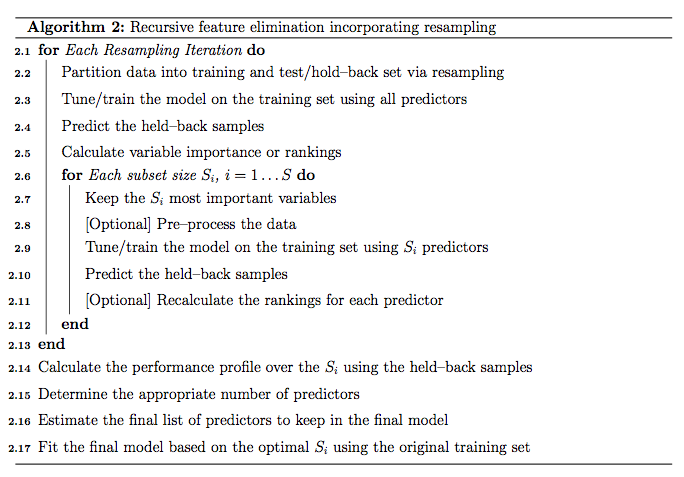 Algorithm 2: Recursive feature elimination incorporating resampling
2.1 for Each Resampling Iteration do
2.2 Partition data into training and test/hold–back set via resampling
2.3 Tune/train the model on the training set using all predictors
2.4 Predict the held–back samples
2.5 Calculate variable importance or rankings
2.6 for Each subset size Sᵢ, i = 1 . . . S do
2.7 Keep the Sᵢ most important variables
2.8 [Optional] Pre–process the data
2.9 Tune/train the model on the training set using Sᵢ predictors
2.10 Predict the held–back samples
2.11 [Optional] Recalculate the rankings for each predictor
2.12 end
2.13 end
2.14 Calculate the performance profile over the Sᵢ using the held–back samples
2.15 Determine the appropriate number of predictors
2.16 Estimate the final list of predictors to keep in the final model
2.17 Fit the final model based on the optimal Sᵢ using the original training set